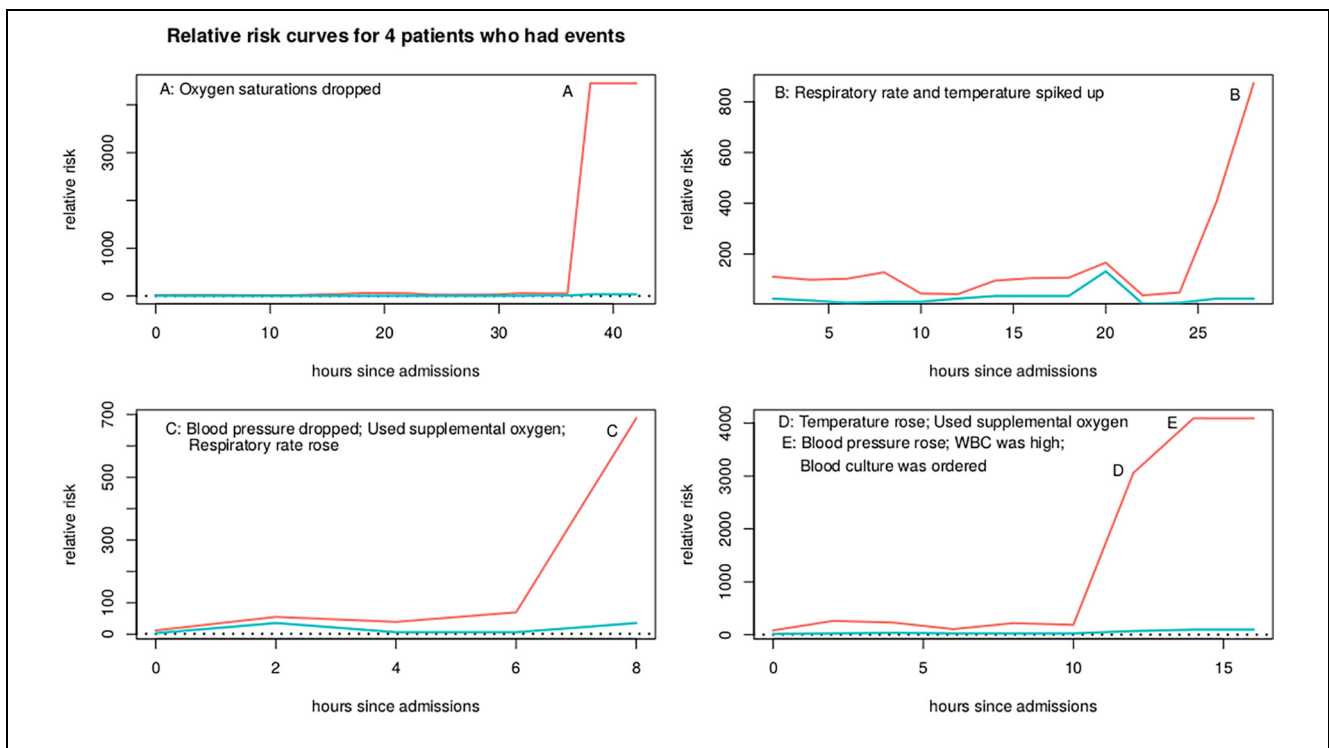 Relative risk curves for 4 patients who had events
A: Oxygen saturations dropped
A
relative risk
3000
1000
0
0 10 20 30 40
hours since admissions
B: Respiratory rate and temperature spiked up
B
relative risk
800
600
400
200
5 10 15 20 25
hours since admissions
C: Blood pressure dropped; Used supplemental oxygen;
Respiratory rate rose
C
relative risk
700
500
300
100
0
0 2 4 6 8
hours since admissions
D: Temperature rose; Used supplemental oxygen
E: Blood pressure rose; WBC was high;
Blood culture was ordered
E
D
relative risk
4000
3000
2000
1000
0
0 5 10 15
hours since admissions